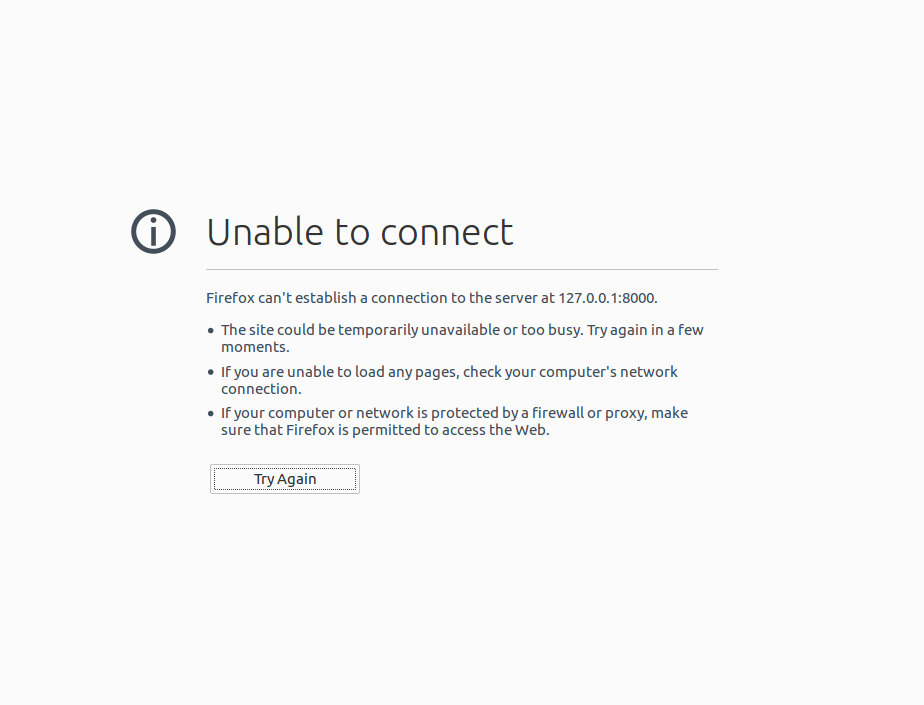 Unable to connect
Firefox can't establish a connection to the server at 127.0.0.1:8000.
• The site could be temporarily unavailable or too busy. Try again in a few
moments.
• If you are unable to load any pages, check your computer's network
connection.
• If your computer or network is protected by a firewall or proxy, make
sure that Firefox is permitted to access the Web.
Try Again